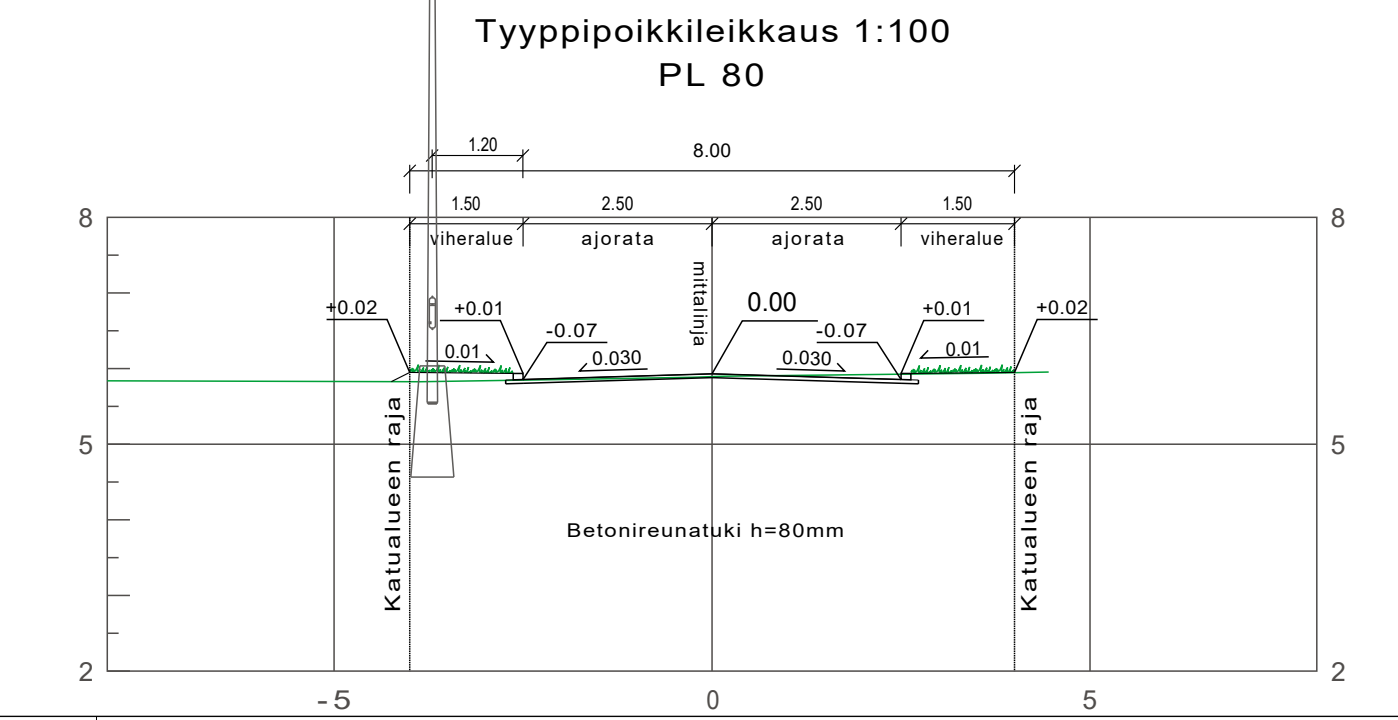 Tyyppipoikkileikkaus 1:100
PL 80
1.20
8.00
1.50
2.50
2.50
1.50
8
8
viheralue
ajorata
ajorata
viheralue
mittalinja
+0.02
+0.01
-0.07
0.00
-0.07
+0.01
+0.02
0.01
0.030
0.030
0.01
Katualueen raja
Katualueen raja
5
5
Betonireunatuki h=80mm
2
2
-5
0
5